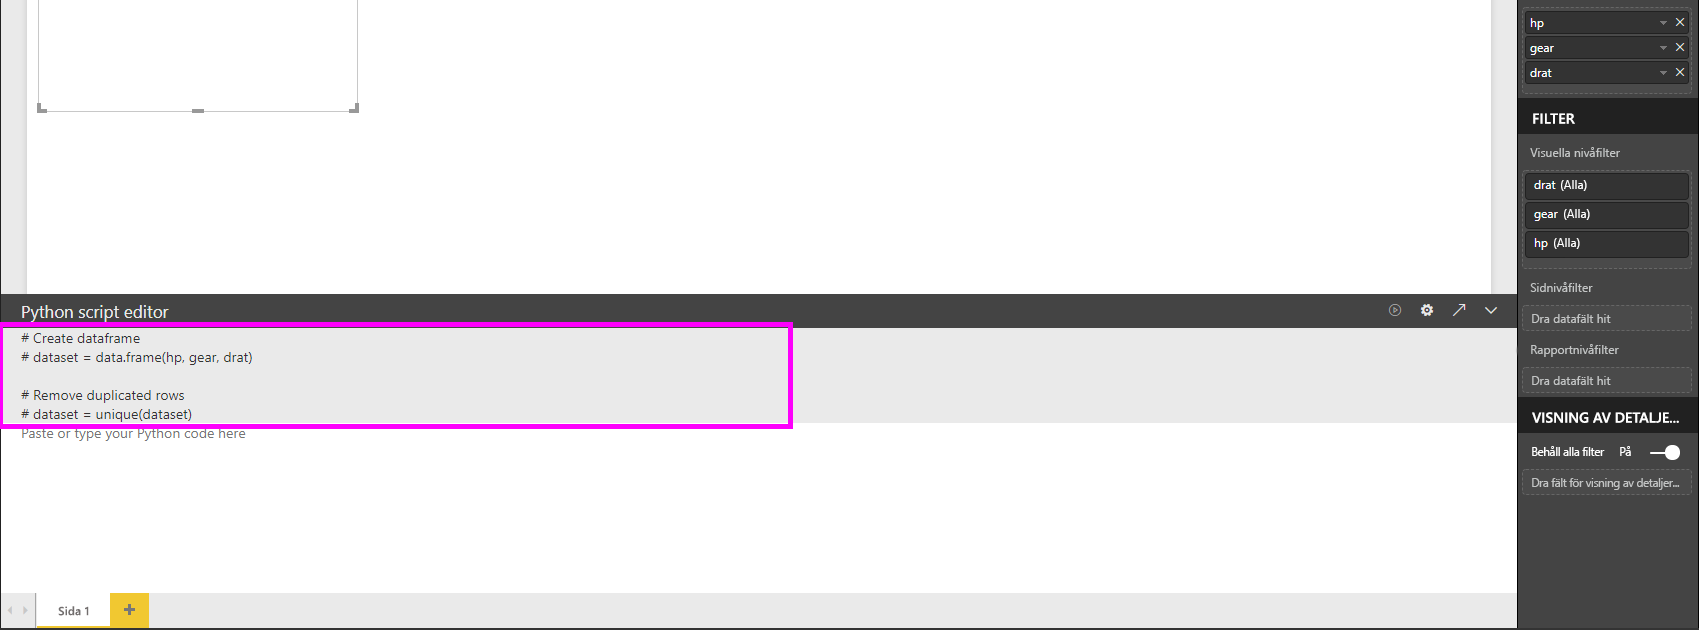 hp
gear
drat
FILTER
Visuella nivåfilter
drat (Alla)
gear (Alla)
hp (Alla)
Sidnivåfilter
Dra datafält hit
Rapportnivåfilter
Dra datafält hit
VISNING AV DETALJE...
Behåll alla filter På
Dra fält för visning av detaljer...
Python script editor
# Create dataframe
# dataset = data.frame(hp, gear, drat)
# Remove duplicated rows
# dataset = unique(dataset)
Paste or type your Python code here
Sida 1